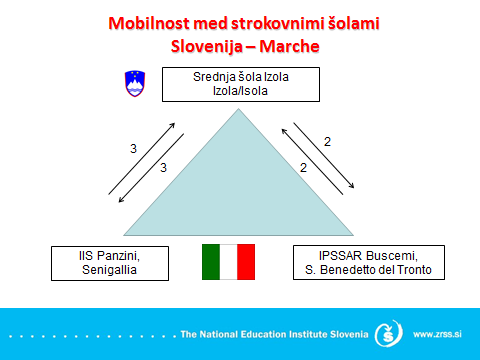 Mobilnost med strokovnimi šolami
Slovenija – Marche
Srednja šola Izola
Izola/Isola
3
3
2
2
IIS Panzini,
Senigallia
IPSSAR Buscemi,
S. Benedetto del Tronto
The National Education Institute Slovenia
www.zrss.si